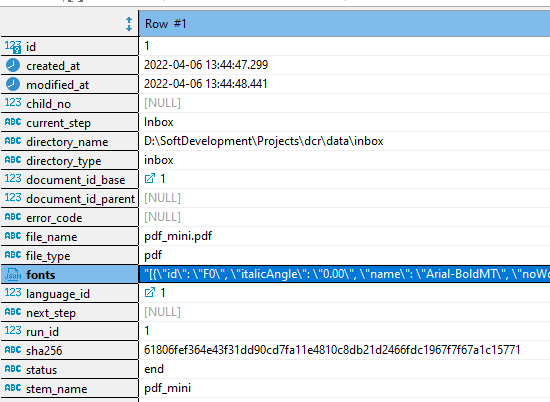 Row #1
123 id 1
created_at 2022-04-06 13:44:47.299
modified_at 2022-04-06 13:44:48.441
123 child_no [NULL]
ABC current_step Inbox
ABC directory_name D:\SoftDevelopment\Projects\dcr\data\inbox
ABC directory_type inbox
123 document_id_base 1
123 document_id_parent [NULL]
ABC error_code [NULL]
ABC file_name pdf_mini.pdf
ABC file_type pdf
JSON fonts "[{\"id\": \"F0\", \"italicAngle\": \"0.00\", \"name\": \"Arial-BoldMT\", \"noWo
123 language_id 1
ABC next_step [NULL]
123 run_id 1
ABC sha256 61806fef364e43f31dd90cd7fa11e4810c8db21d2466fdc1967f7f67a1c15771
ABC status end
ABC stem_name pdf_mini